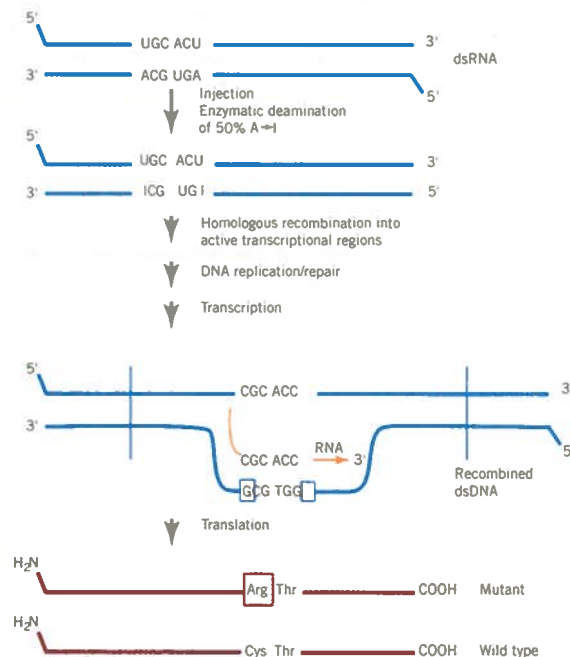 5'
UGC ACU
3'
dsRNA
3'
ACG UGA
5'
Injection
Enzymatic deamination
of 50% A→I
UGC ACU
3'
3'
ICG UGI
5'
Homologous recombination into
active transcriptional regions
DNA replication/repair
Transcription
5'
CGC ACC
3'
3'
CGC ACC
RNA
3'
5'
GCG TGG
Recombined
dsDNA
Translation
H₂N
Arg Thr
COOH
Mutant
H₂N
Cys Thr
COOH
Wild type